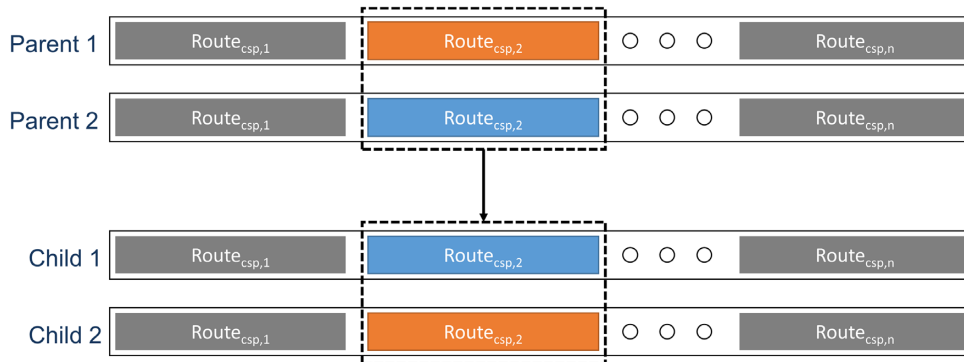 Parent 1 Route_csp,1 Route_csp,2 Route_csp,n
Parent 2 Route_csp,1 Route_csp,2 Route_csp,n
Child 1 Route_csp,1 Route_csp,2 Route_csp,n
Child 2 Route_csp,1 Route_csp,2 Route_csp,n